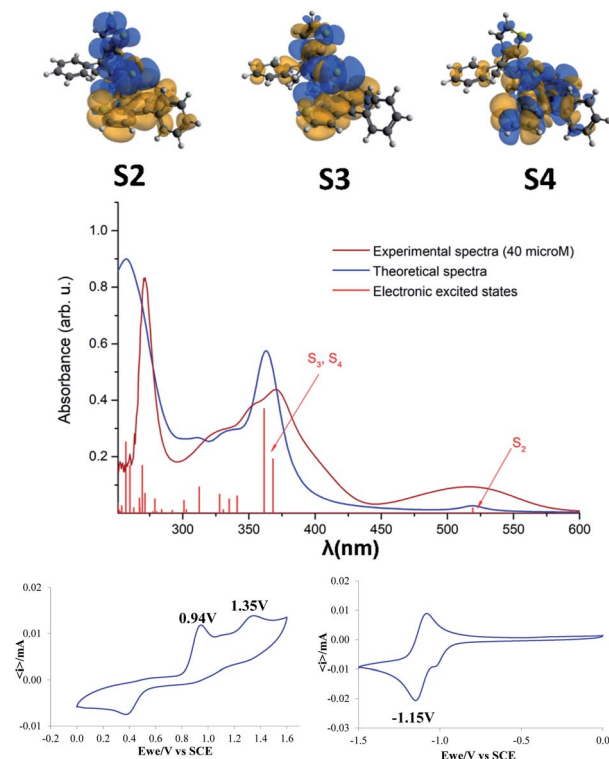 S2 S3 S4
Experimental spectra (40 microM)
Theoretical spectra
Electronic excited states
Absorbance (arb. u.)
1.0
0.8
0.6
0.4
0.2
S₃, S₄
S₂
300 350 400 450 500 550 600
λ(nm)
0.94V
1.35V
<i>/mA
0.02
0.01
0.00
-0.01
0.0 0.2 0.4 0.6 0.8 1.0 1.2 1.4 1.6
Ewe/V vs SCE
-1.15V
<i>/mA
0.02
0.01
0.00
-0.01
-0.02
-0.03
-1.5 -1.0 -0.5 0.0
Ewe/V vs SCE